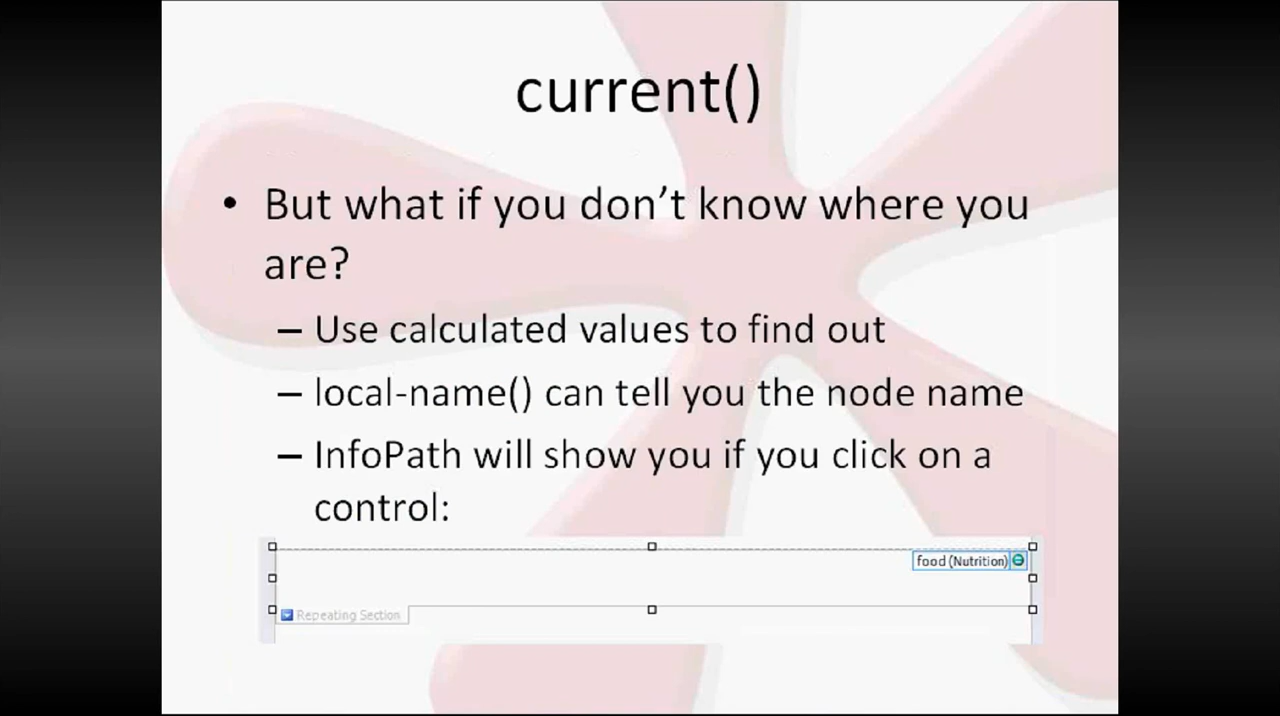 current()
• But what if you don't know where you
are?
– Use calculated values to find out
– local-name() can tell you the node name
– InfoPath will show you if you click on a
control:
food (Nutrition)
Repeating Section